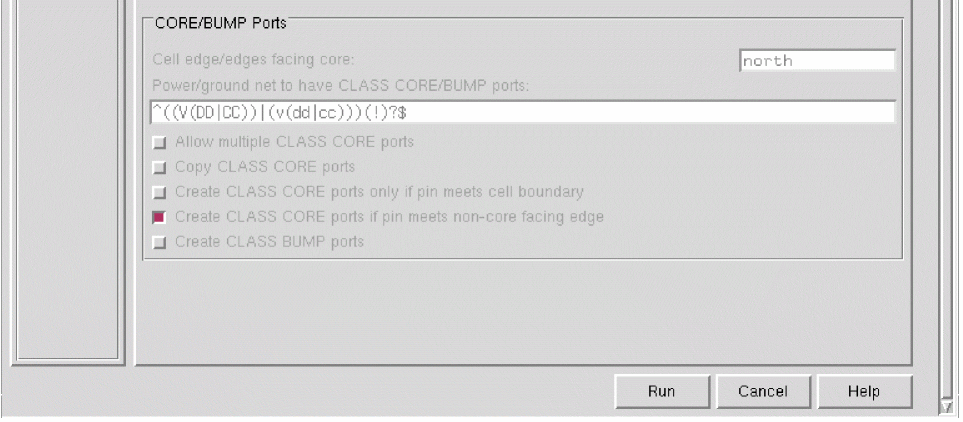 CORE/BUMP Ports
Cell edge/edges facing core: north
Power/ground net to have CLASS CORE/BUMP ports:
^((V(DD|CC))|(v(dd|cc)))(!)?$
Allow multiple CLASS CORE ports
Copy CLASS CORE ports
Create CLASS CORE ports only if pin meets cell boundary
Create CLASS CORE ports if pin meets non-core facing edge
Create CLASS BUMP ports
Run Cancel Help